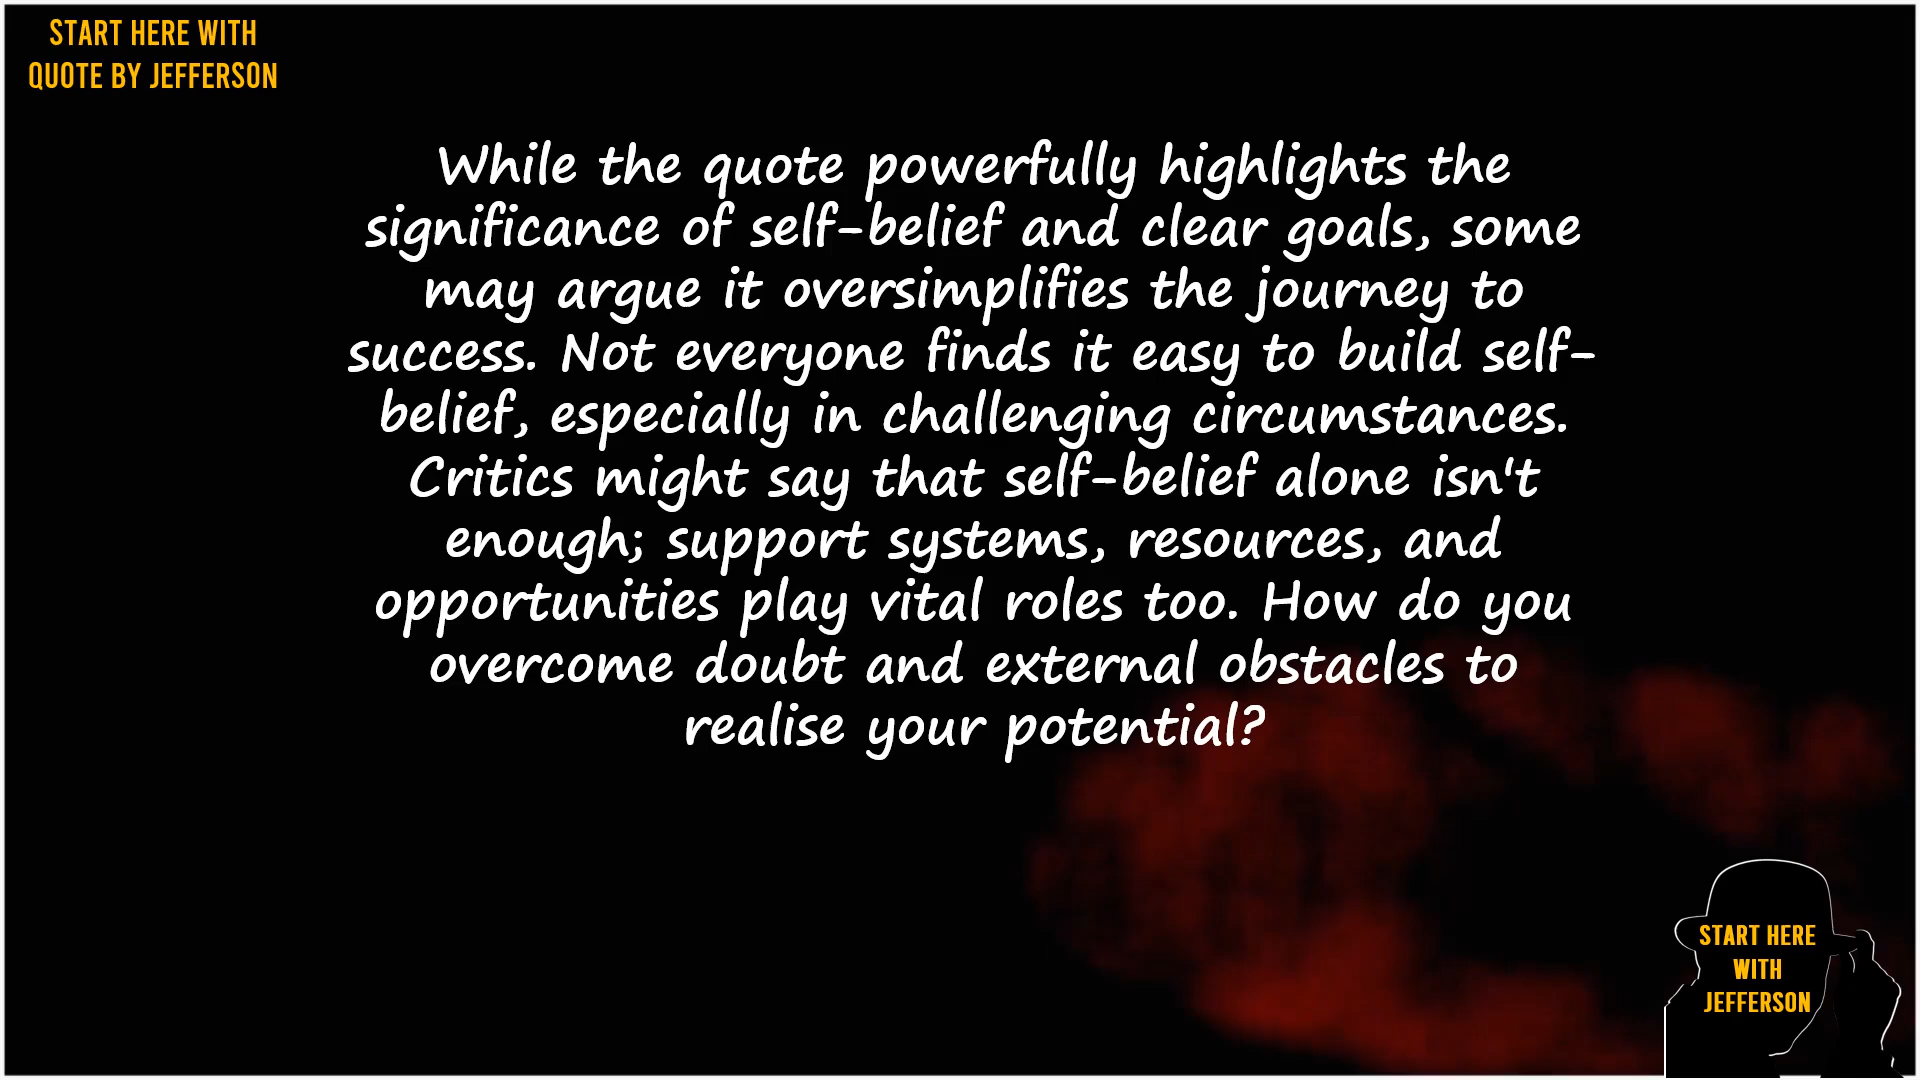 START HERE WITH
QUOTE BY JEFFERSON
While the quote powerfully highlights the
significance of self-belief and clear goals, some
may argue it oversimplifies the journey to
success. Not everyone finds it easy to build self-
belief, especially in challenging circumstances.
Critics might say that self-belief alone isn't
enough; support systems, resources, and
opportunities play vital roles too. How do you
overcome doubt and external obstacles to
realise your potential?
START HERE
WITH
JEFFERSON